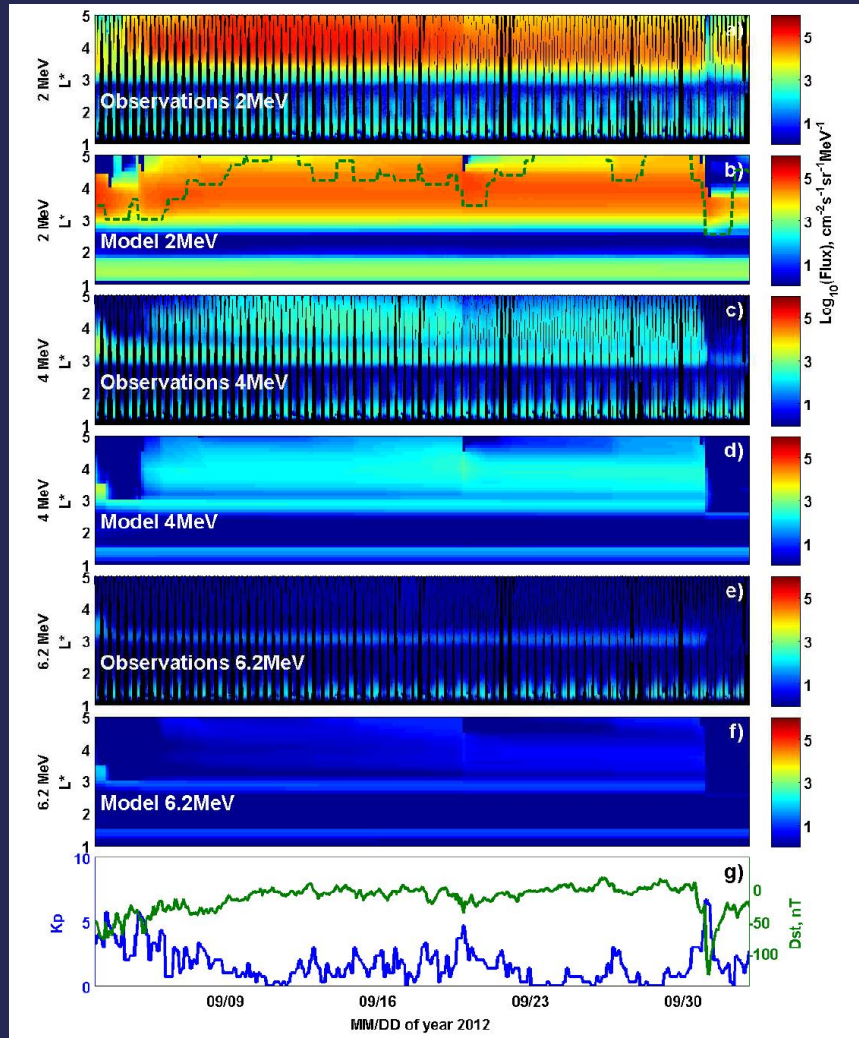 5
4
3
2
1
2 MeV
L*
a)
Observations 2MeV
5
3
1
5
4
3
2
1
2 MeV
L*
b)
Model 2MeV
5
3
1
Log10(Flux), cm-2s-1sr-1MeV-1
5
4
3
2
1
4 MeV
L*
c)
Observations 4MeV
5
3
1
5
4
3
2
1
4 MeV
L*
d)
Model 4MeV
5
3
1
5
4
3
2
1
6.2 MeV
L*
e)
Observations 6.2MeV
5
3
1
5
4
3
2
1
6.2 MeV
L*
f)
Model 6.2MeV
5
3
1
10
5
0
Kp
g)
0
-50
-100
Dst, nT
09/09 09/16 09/23 09/30
MM/DD of year 2012